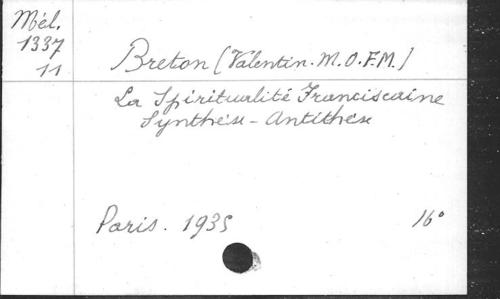 Mél.
1337
11
Breton (Valentin. M. O.F.M.)
La Spiritualité Franciscaine
Synthèse - Antithèse
Paris. 1935
16°